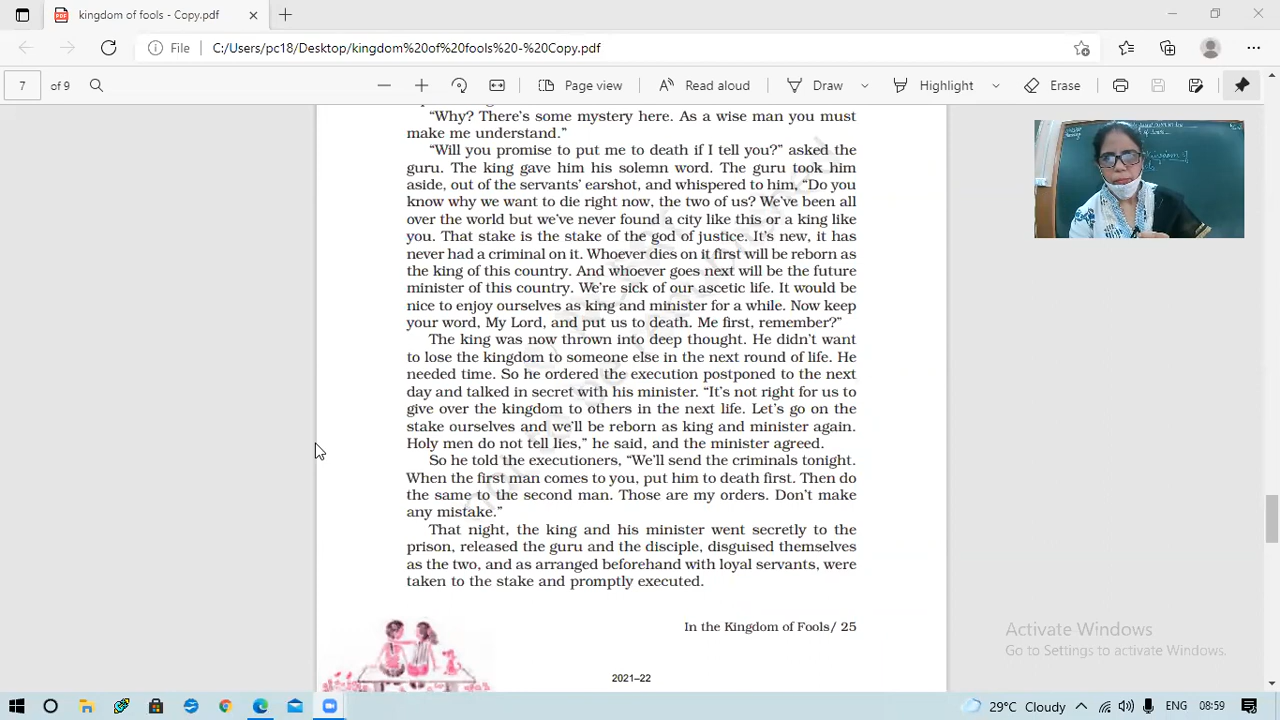 kingdom of fools - Copy.pdf
File
C:/Users/pc18/Desktop/kingdom%20of%20fools%20-%20Copy.pdf
7 of 9
Page view
Read aloud
Draw
Highlight
Erase
"Why? There's some mystery here. As a wise man you must
make me understand."
"Will you promise to put me to death if I tell you?" asked the
guru. The king gave him his solemn word. The guru took him
aside, out of the servants' earshot, and whispered to him, "Do you
know why we want to die right now, the two of us? We've been all
over the world but we've never found a city like this or a king like
you. That stake is the stake of the god of justice. It's new, it has
never had a criminal on it. Whoever dies on it first will be reborn as
the king of this country. And whoever goes next will be the future
minister of this country. We're sick of our ascetic life. It would be
nice to enjoy ourselves as king and minister for a while. Now keep
your word, My Lord, and put us to death. Me first, remember?"
The king was now thrown into deep thought. He didn't want
to lose the kingdom to someone else in the next round of life. He
needed time. So he ordered the execution postponed to the next
day and talked in secret with his minister. "It's not right for us to
give over the kingdom to others in the next life. Let's go on the
stake ourselves and we'll be reborn as king and minister again.
Holy men do not tell lies," he said, and the minister agreed.
So he told the executioners, "We'll send the criminals tonight.
When the first man comes to you, put him to death first. Then do
the same to the second man. Those are my orders. Don't make
any mistake."
That night, the king and his minister went secretly to the
prison, released the guru and the disciple, disguised themselves
as the two, and as arranged beforehand with loyal servants, were
taken to the stake and promptly executed.
In the Kingdom of Fools/ 25
2021–22
Activate Windows
Go to Settings to activate Windows.
29°C Cloudy
ENG
08:59